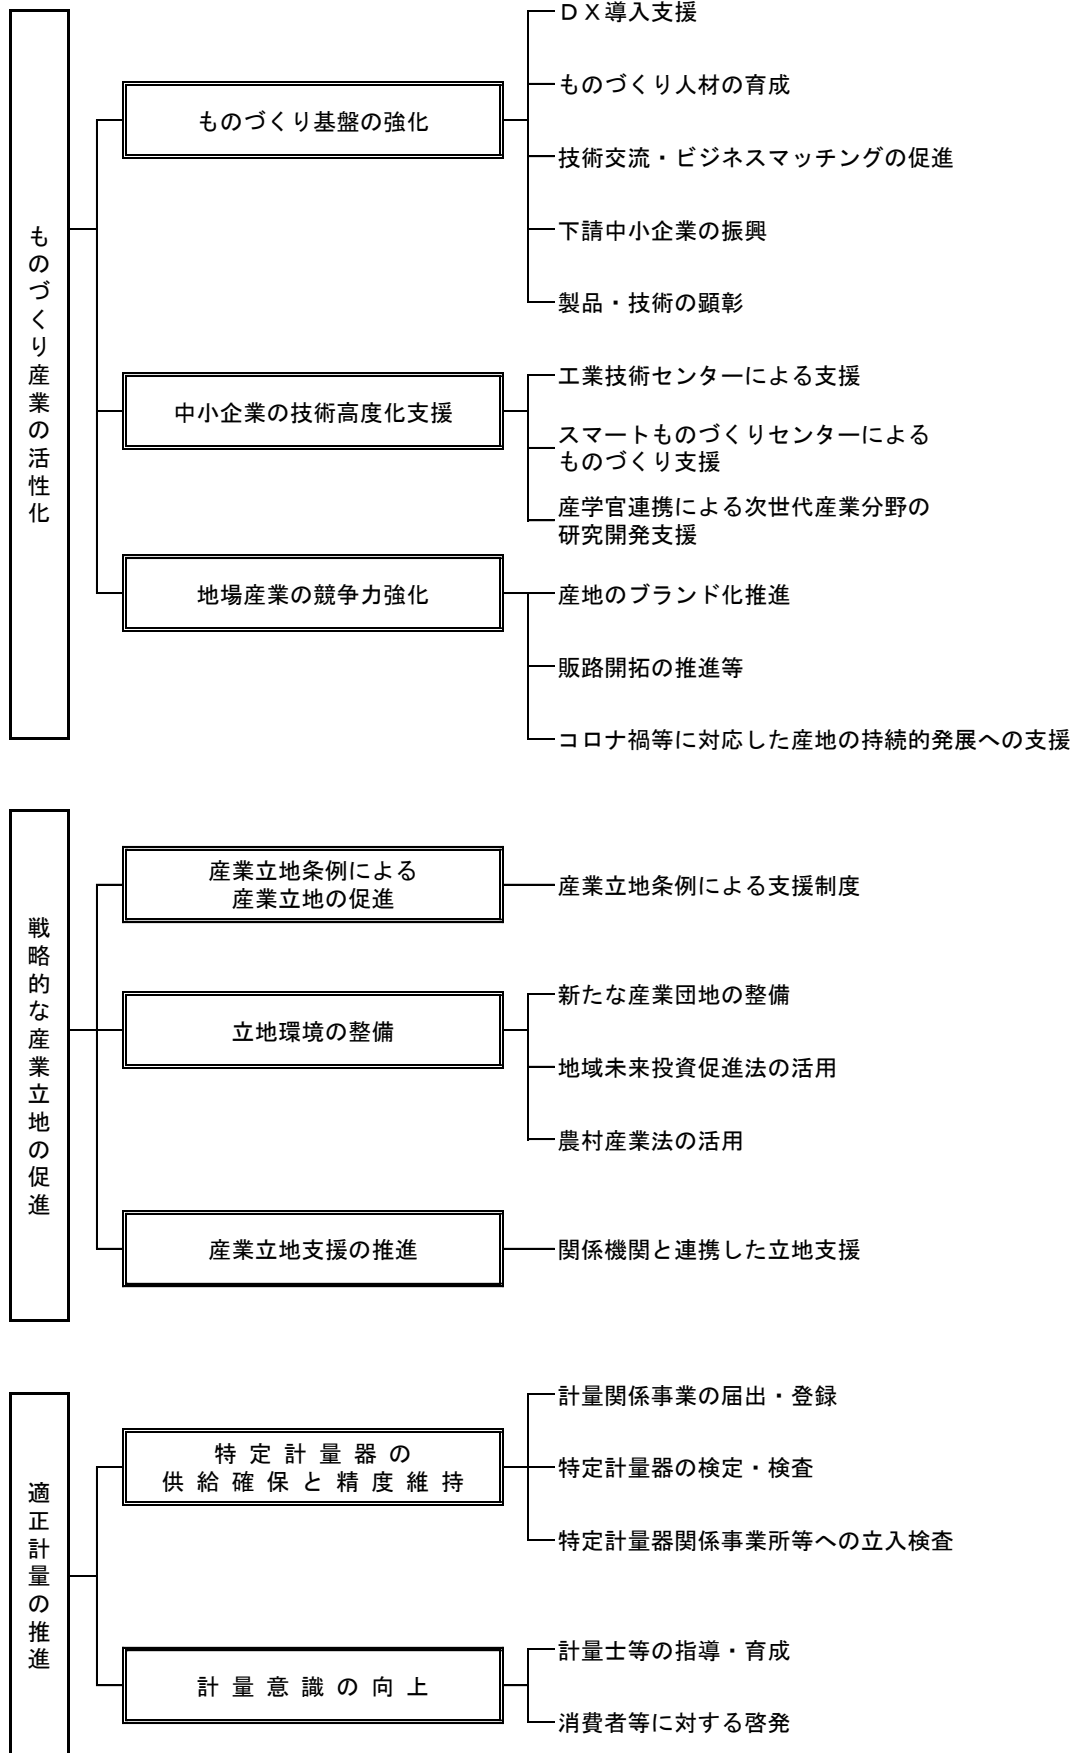 ものづくり産業の活性化
ものづくり基盤の強化
ＤＸ導入支援
ものづくり人材の育成
技術交流・ビジネスマッチングの促進
下請中小企業の振興
製品・技術の顕彰
中小企業の技術高度化支援
工業技術センターによる支援
スマートものづくりセンターによる
ものづくり支援
産学官連携による次世代産業分野の
研究開発支援
地場産業の競争力強化
産地のブランド化推進
販路開拓の推進等
コロナ禍等に対応した産地の持続的発展への支援
戦略的な産業立地の促進
産業立地条例による
産業立地の促進
産業立地条例による支援制度
立地環境の整備
新たな産業団地の整備
地域未来投資促進法の活用
農村産業法の活用
産業立地支援の推進
関係機関と連携した立地支援
適正計量の推進
特定計量器の
供給確保と精度維持
計量関係事業の届出・登録
特定計量器の検定・検査
特定計量器関係事業所等への立入検査
計量意識の向上
計量士等の指導・育成
消費者等に対する啓発